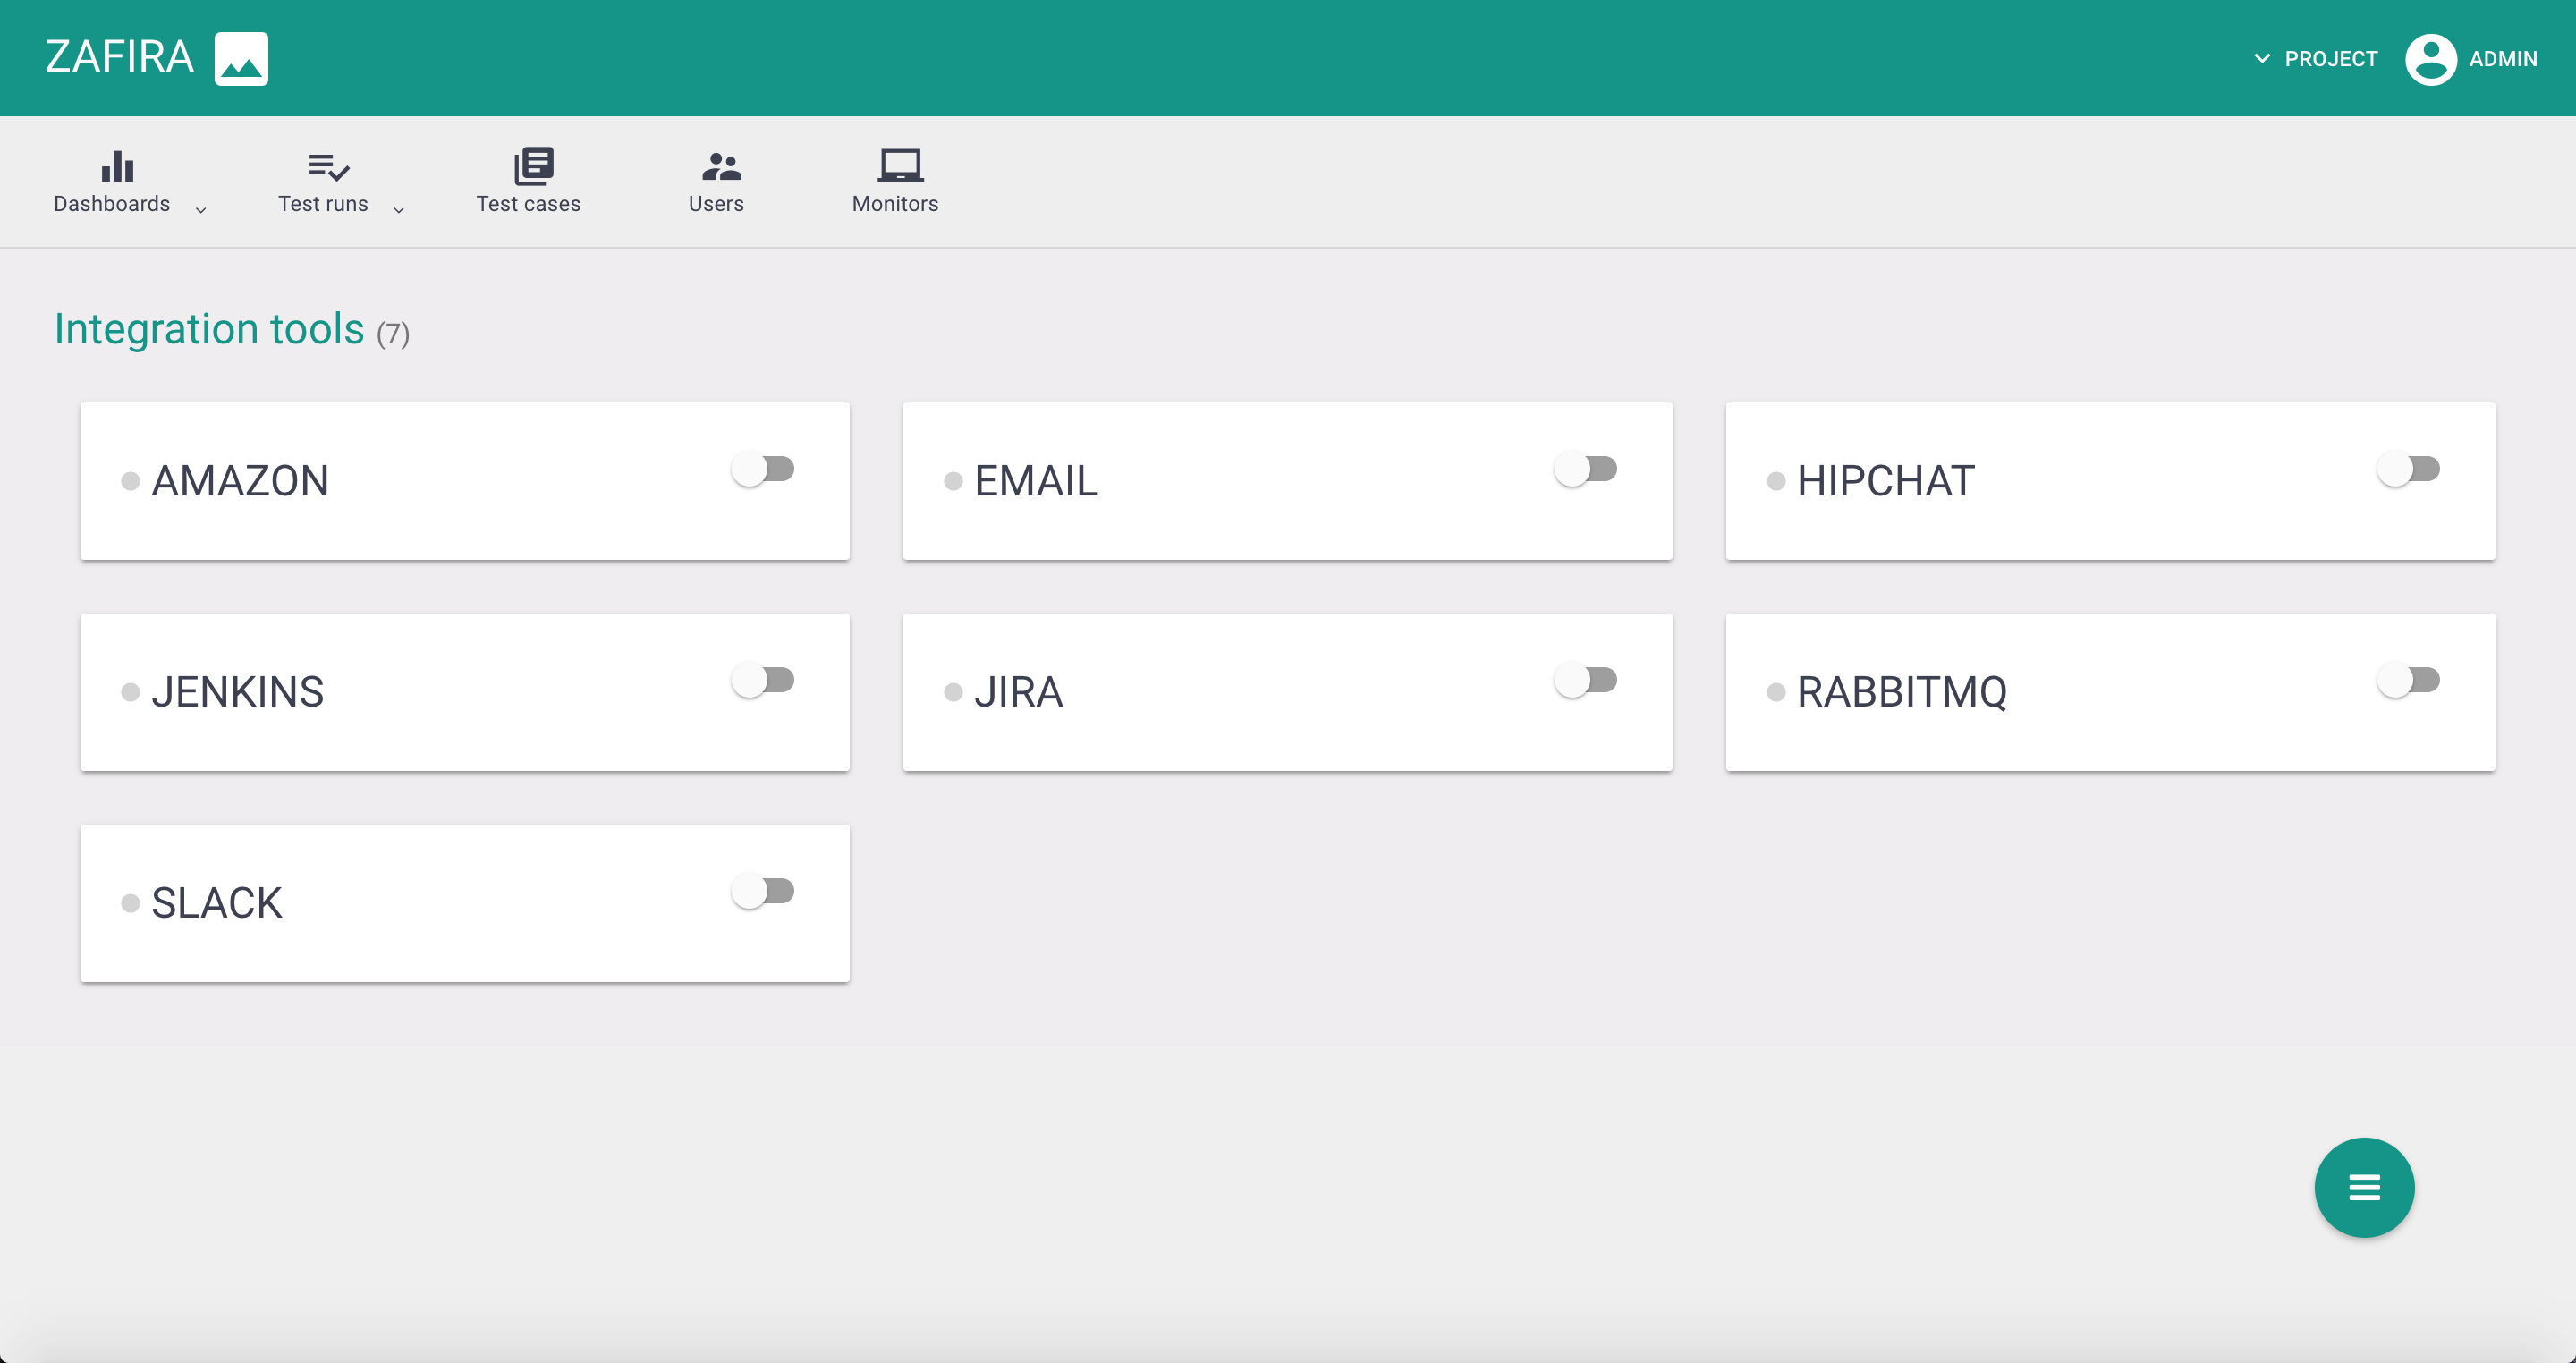 ZAFIRA
PROJECT
ADMIN
Dashboards
Test runs
Test cases
Users
Monitors
Integration tools (7)
AMAZON
EMAIL
HIPCHAT
JENKINS
JIRA
RABBITMQ
SLACK